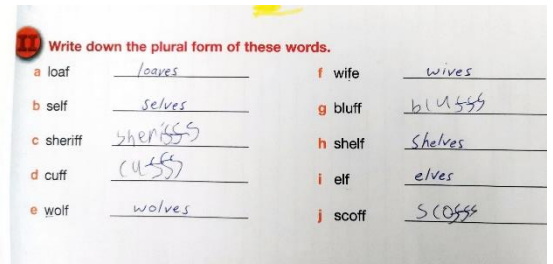 II Write down the plural form of these words.
a loaf loaves
b self selves
c sheriff sheriffs
d cuff cuffs
e wolf wolves
f wife wives
g bluff bluffs
h shelf shelves
i elf elves
j scoff scoffs